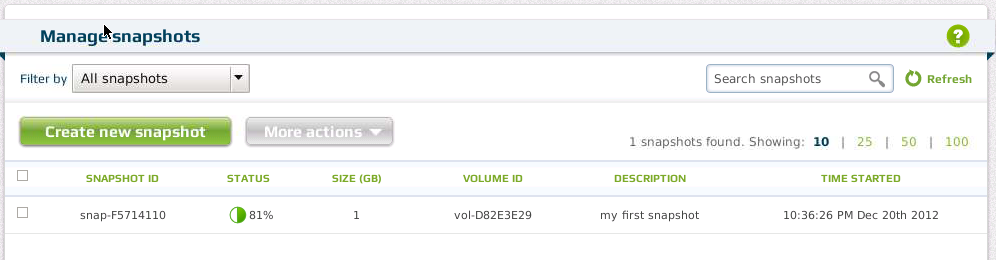 Manage snapshots
?
Filter by All snapshots Search snapshots Refresh
Create new snapshot More actions
1 snapshots found. Showing: 10 | 25 | 50 | 100
SNAPSHOT ID STATUS SIZE (GB) VOLUME ID DESCRIPTION TIME STARTED
snap-F5714110 81% 1 vol-D82E3E29 my first snapshot 10:36:26 PM Dec 20th 2012